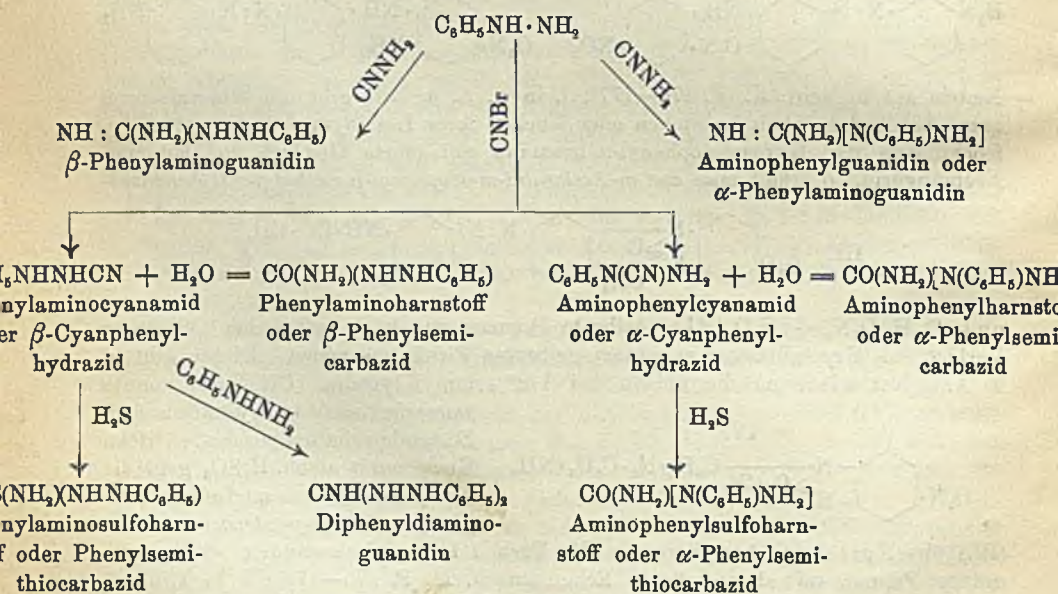 C₆H₅NH · NH₂
CNNH₂
CNBr
CNNH₂
NH : C(NH₂)(NHNHC₆H₅)
β-Phenylaminoguanidin
NH : C(NH₂)[N(C₆H₅)NH₂]
Aminophenylguanidin oder
α-Phenylaminoguanidin
₅NHNHCN + H₂O = CO(NH₂)(NHNHC₆H₅)
nylaminocyanamid Phenylaminoharnstoff
er β-Cyanphenyl- oder β-Phenylsemi-
hydrazid carbazid
C₆H₅N(CN)NH₂ + H₂O = CO(NH₂)[N(C₆H₅)NH
Aminophenylcyanamid Aminophenylharnsto
oder α-Cyanphenyl- oder α-Phenylsemi
hydrazid carbazid
H₂S
C₆H₅NHNH₂
H₂S
(NH₂)(NHNHC₆H₅)
nylaminosulfoharn-
f oder Phenylsemi-
thiocarbazid
CNH(NHNHC₆H₅)₂
Diphenyldiamino-
guanidin
CO(NH₂)[N(C₆H₅)NH₂]
Aminophenylsulfoharn-
stoff oder α-Phenylsemi-
thiocarbazid